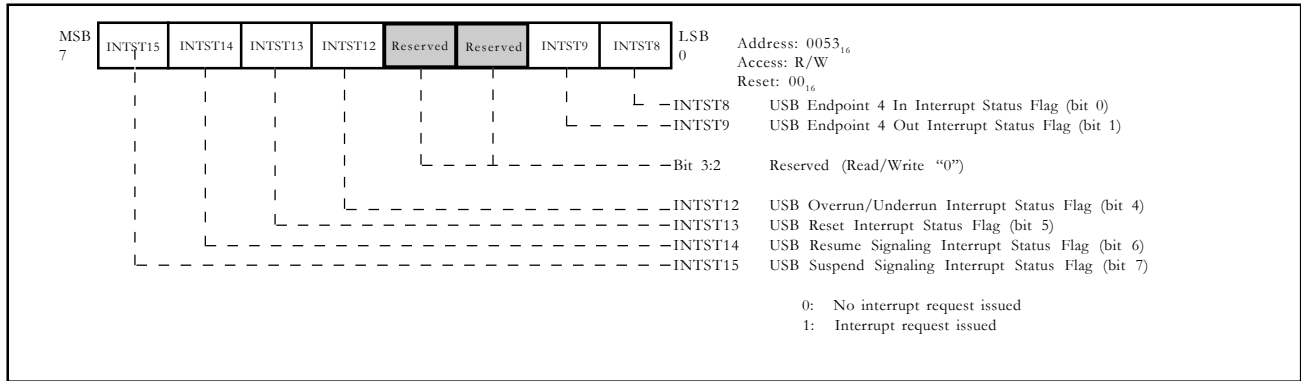 MSB
7
INTST15 INTST14 INTST13 INTST12 Reserved Reserved INTST9 INTST8
LSB
0
Address: 0053₁₆
Access: R/W
Reset: 00₁₆
INTST8 USB Endpoint 4 In Interrupt Status Flag (bit 0)
INTST9 USB Endpoint 4 Out Interrupt Status Flag (bit 1)
Bit 3:2 Reserved (Read/Write “0”)
INTST12 USB Overrun/Underrun Interrupt Status Flag (bit 4)
INTST13 USB Reset Interrupt Status Flag (bit 5)
INTST14 USB Resume Signaling Interrupt Status Flag (bit 6)
INTST15 USB Suspend Signaling Interrupt Status Flag (bit 7)
0: No interrupt request issued
1: Interrupt request issued